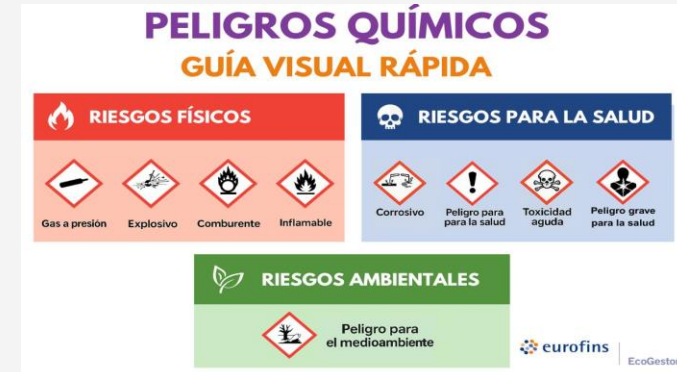 PELIGROS QUÍMICOS
GUÍA VISUAL RÁPIDA
RIESGOS FÍSICOS
Gas a presión
Explosivo
Comburente
Inflamable
RIESGOS PARA LA SALUD
Corrosivo
Peligro para
para la salud
Toxicidad
aguda
Peligro grave
para la salud
RIESGOS AMBIENTALES
Peligro para
el medioambiente
eurofins
EcoGestor